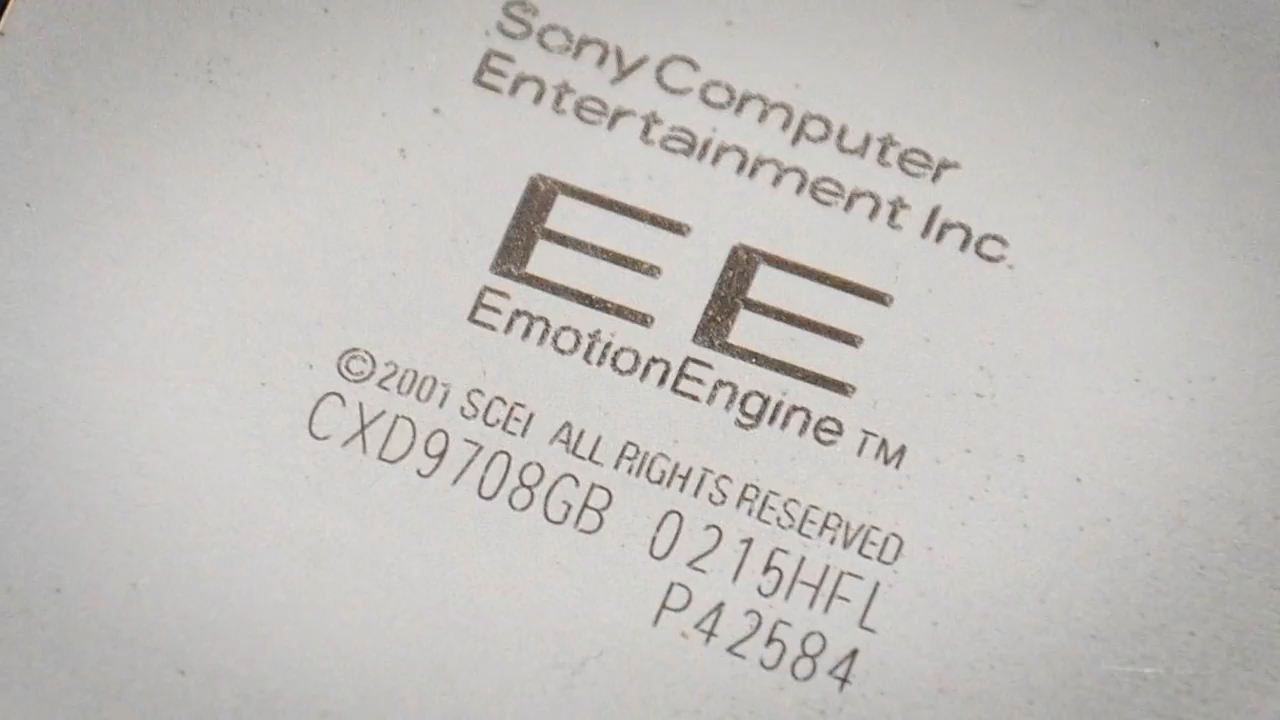 Sony Computer
Entertainment Inc.
EE
EmotionEngine™
©2001 SCEI ALL RIGHTS RESERVED
CXD9708GB 0215HFL
P42584